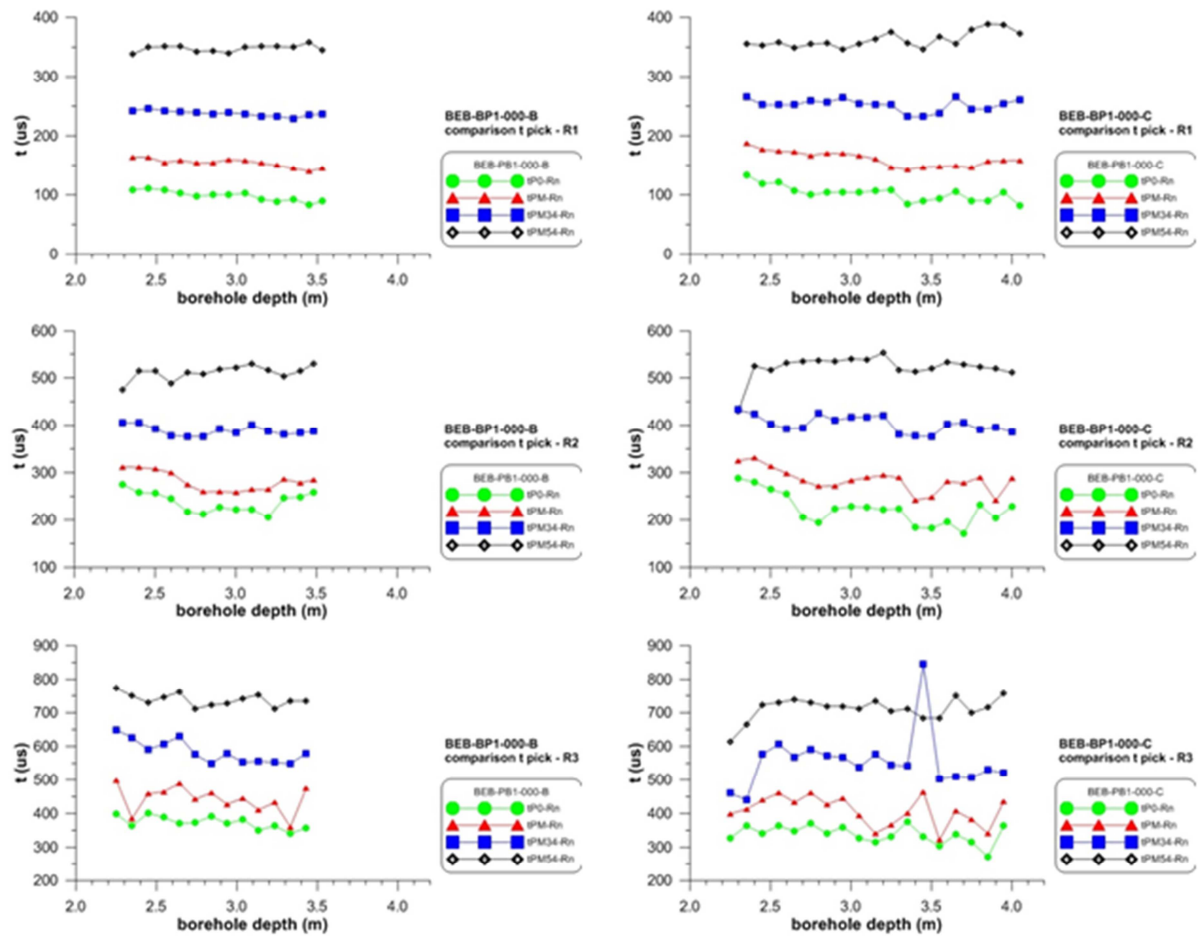 400
300
200
100
0
t (us)
2.0 2.5 3.0 3.5 4.0
borehole depth (m)
BEB-BP1-000-B
comparison t pick - R1
BEB-PB1-000-B
tP0-Rn
tPM-Rn
tPM34-Rn
tPM54-Rn
400
300
200
100
0
t (us)
2.0 2.5 3.0 3.5 4.0
borehole depth (m)
BEB-BP1-000-C
comparison t pick - R1
BEB-PB1-000-C
tP0-Rn
tPM-Rn
tPM34-Rn
tPM54-Rn
600
500
400
300
200
100
t (us)
2.0 2.5 3.0 3.5 4.0
borehole depth (m)
BEB-BP1-000-B
comparison t pick - R2
BEB-PB1-000-B
tP0-Rn
tPM-Rn
tPM34-Rn
tPM54-Rn
600
500
400
300
200
100
t (us)
2.0 2.5 3.0 3.5 4.0
borehole depth (m)
BEB-BP1-000-C
comparison t pick - R2
BEB-PB1-000-C
tP0-Rn
tPM-Rn
tPM34-Rn
tPM54-Rn
900
800
700
600
500
400
300
200
t (us)
2.0 2.5 3.0 3.5 4.0
borehole depth (m)
BEB-BP1-000-B
comparison t pick - R3
BEB-PB1-000-B
tP0-Rn
tPM-Rn
tPM34-Rn
tPM54-Rn
900
800
700
600
500
400
300
200
t (us)
2.0 2.5 3.0 3.5 4.0
borehole depth (m)
BEB-BP1-000-C
comparison t pick - R3
BEB-PB1-000-C
tP0-Rn
tPM-Rn
tPM34-Rn
tPM54-Rn